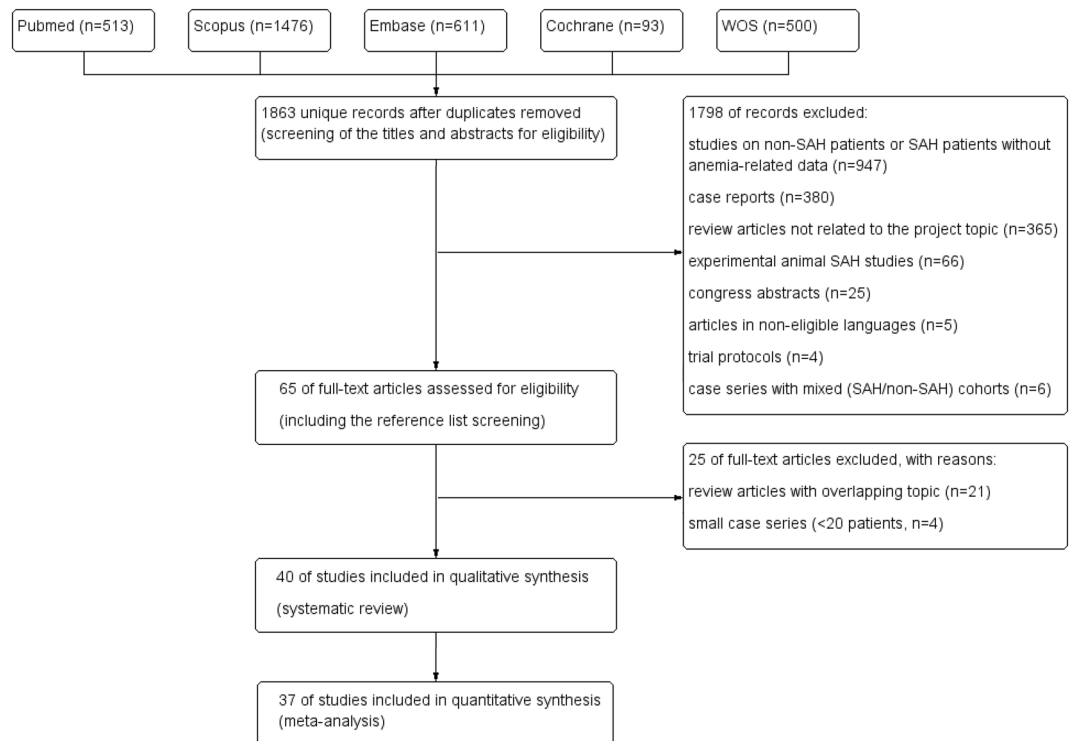 Pubmed (n=513)
Scopus (n=1476)
Embase (n=611)
Cochrane (n=93)
WOS (n=500)
1863 unique records after duplicates removed
(screening of the titles and abstracts for eligibility)
1798 of records excluded:
studies on non-SAH patients or SAH patients without
anemia-related data (n=947)
case reports (n=380)
review articles not related to the project topic (n=365)
experimental animal SAH studies (n=66)
congress abstracts (n=25)
articles in non-eligible languages (n=5)
trial protocols (n=4)
case series with mixed (SAH/non-SAH) cohorts (n=6)
65 of full-text articles assessed for eligibility
(including the reference list screening)
25 of full-text articles excluded, with reasons:
review articles with overlapping topic (n=21)
small case series (<20 patients, n=4)
40 of studies included in qualitative synthesis
(systematic review)
37 of studies included in quantitative synthesis
(meta-analysis)